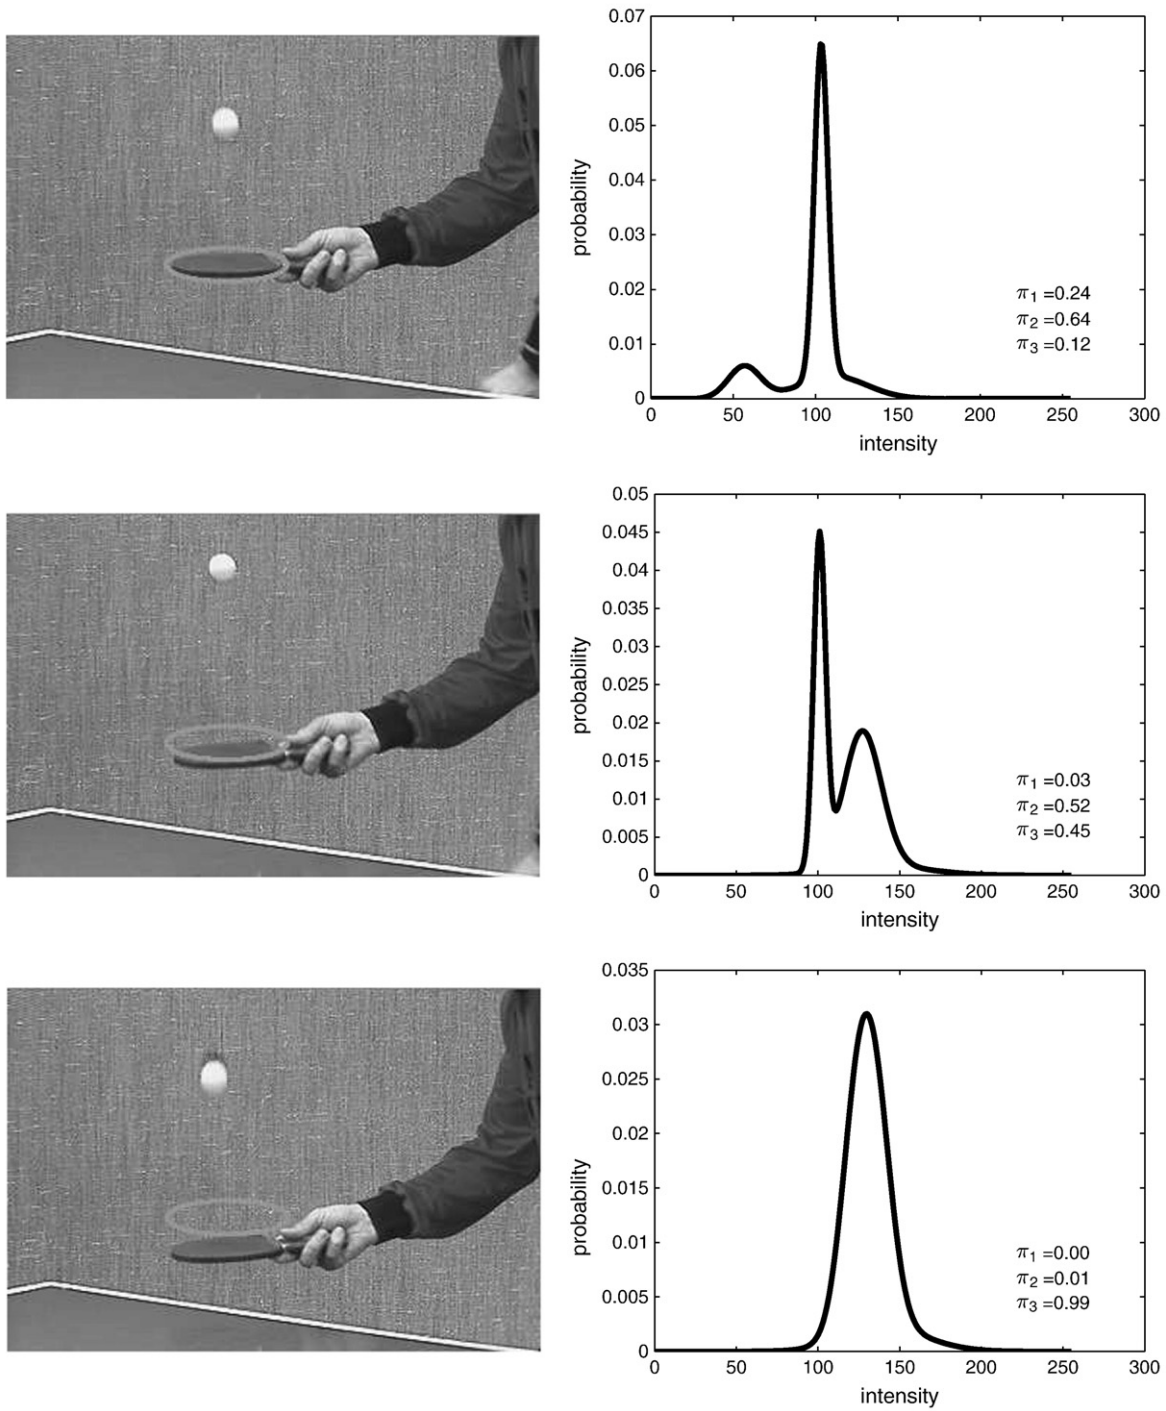 0.07
0.06
0.05
0.04
0.03
0.02
0.01
0
probability
π1 =0.24
π2 =0.64
π3 =0.12
0 50 100 150 200 250 300
intensity
0.05
0.045
0.04
0.035
0.03
0.025
0.02
0.015
0.01
0.005
0
probability
π1 =0.03
π2 =0.52
π3 =0.45
0 50 100 150 200 250 300
intensity
0.035
0.03
0.025
0.02
0.015
0.01
0.005
0
probability
π1 =0.00
π2 =0.01
π3 =0.99
0 50 100 150 200 250 300
intensity